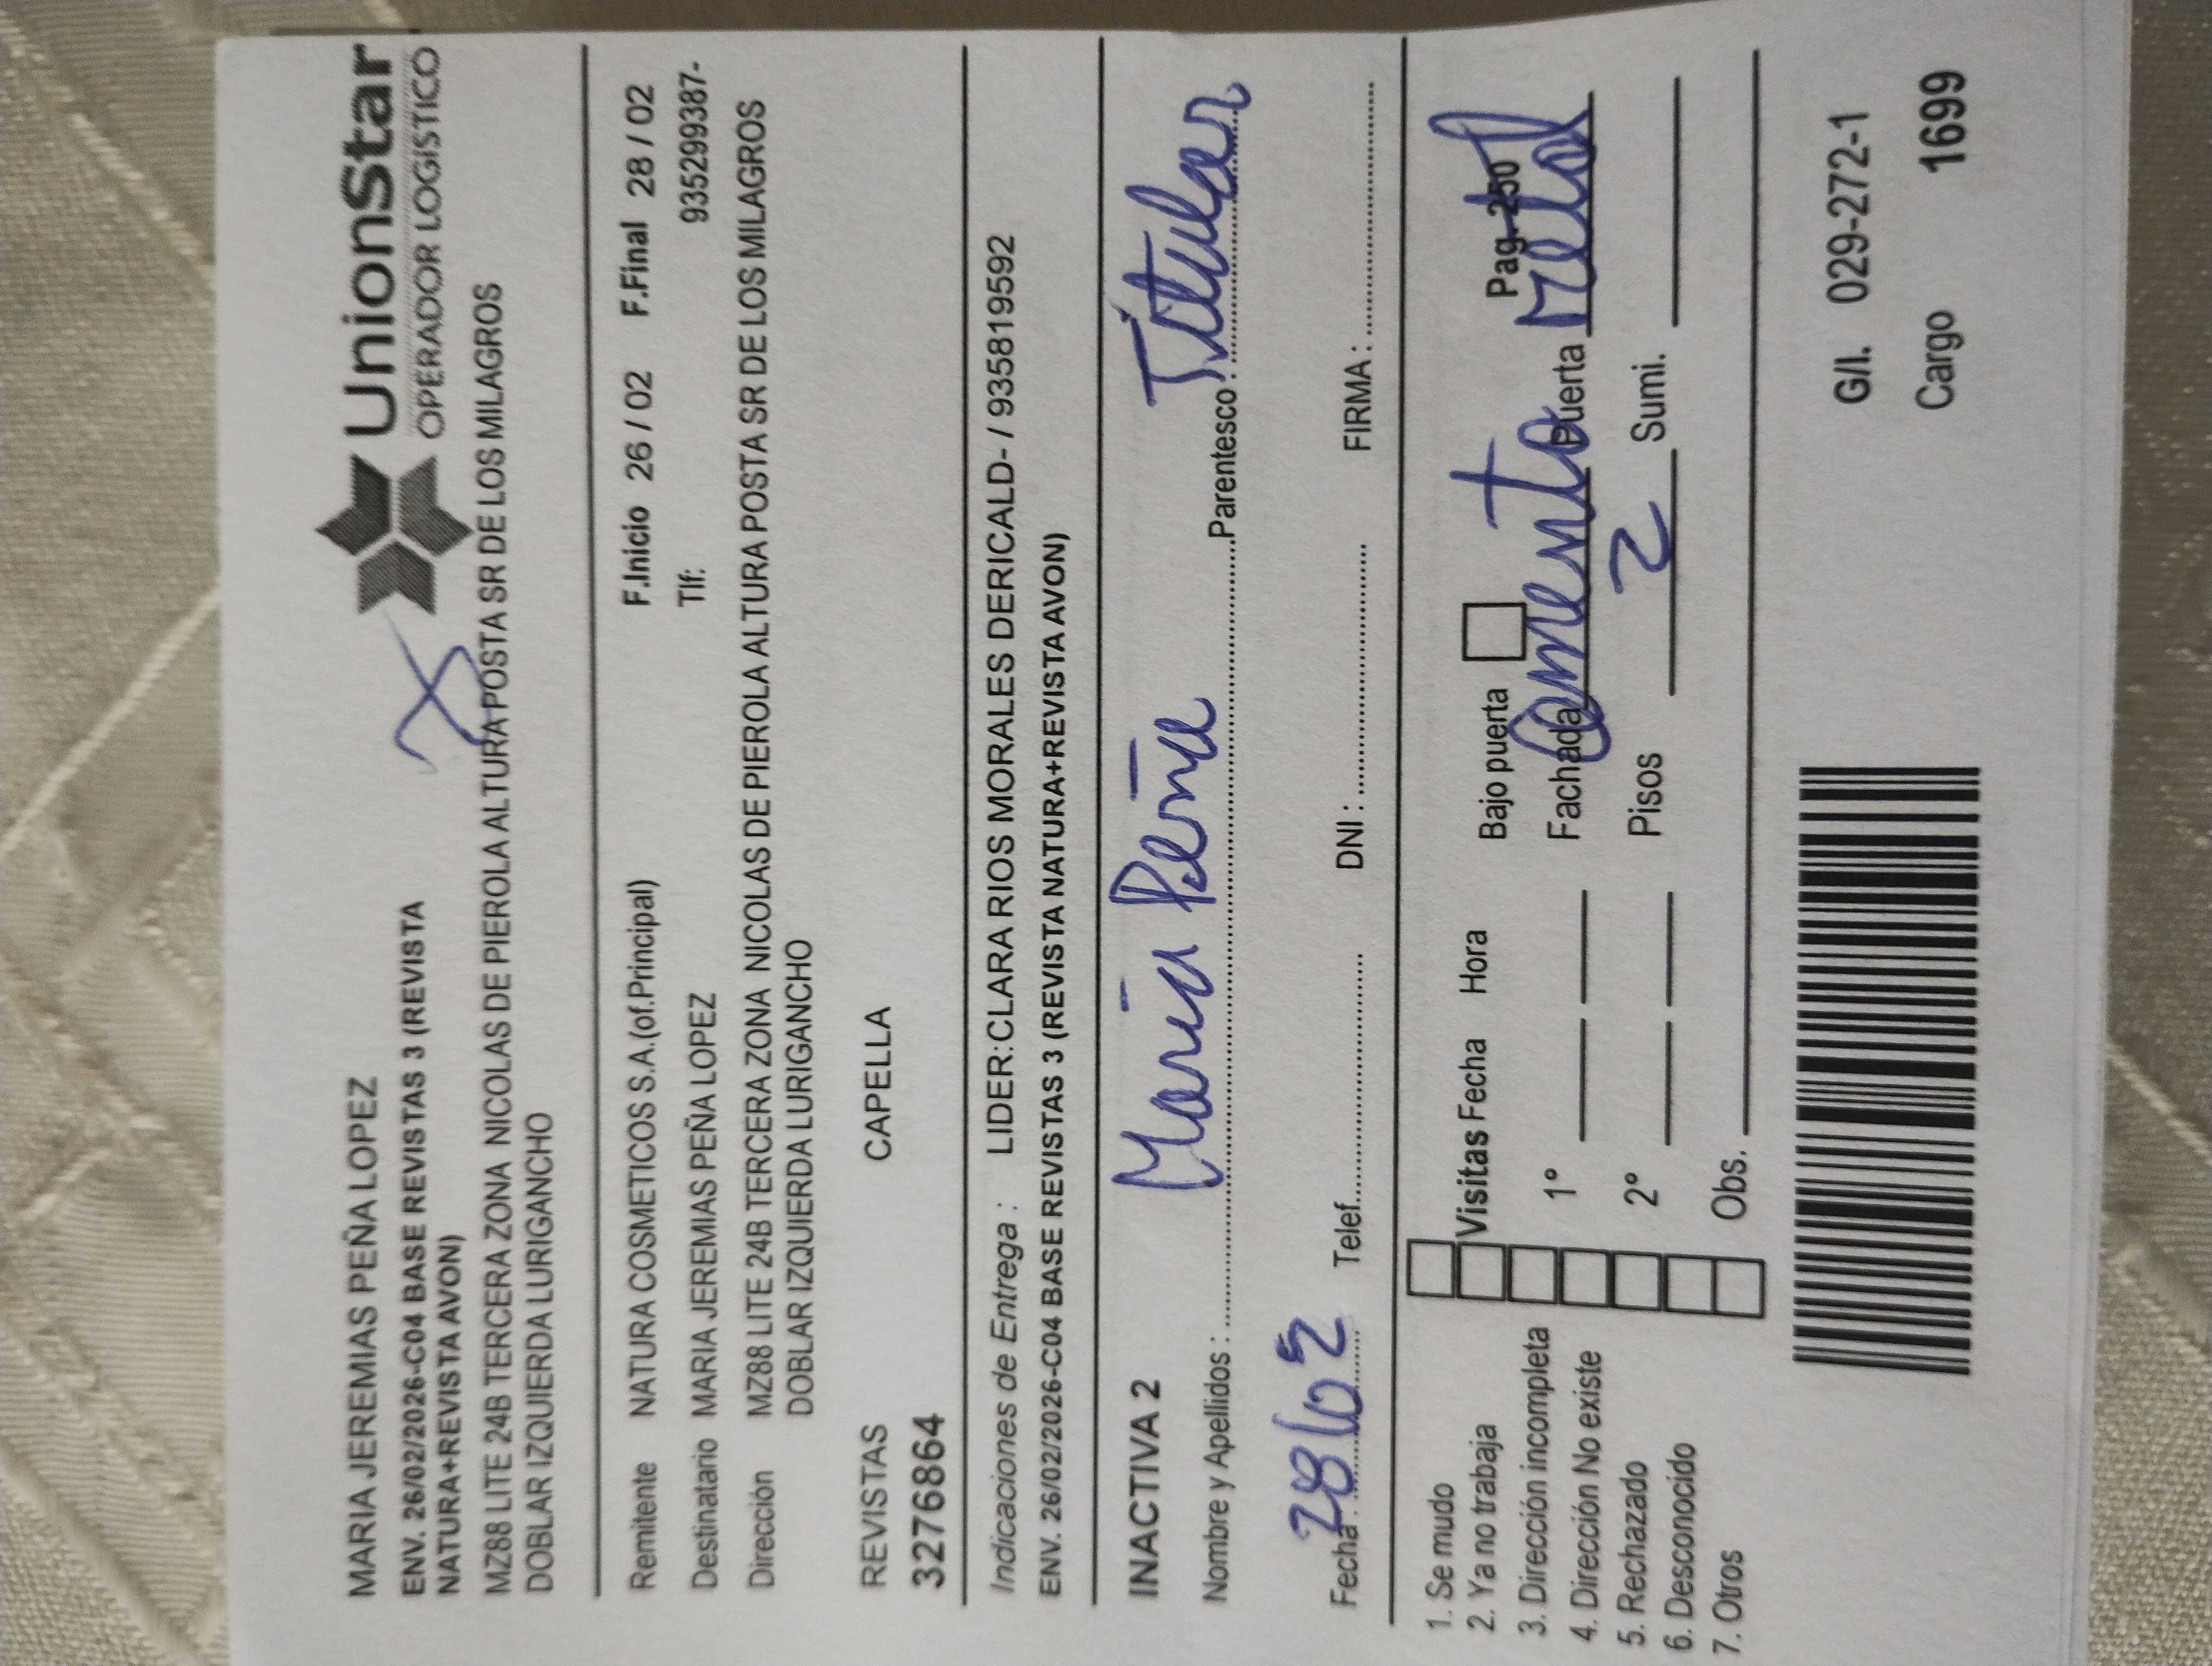 MARIA JEREMIAS PEÑA LOPEZ
UnionStar
OPERADOR LOGISTICO
ENV. 26/02/2026-C04 BASE REVISTAS 3 (REVISTA
NATURA+REVISTA AVON)
MZ88 LITE 24B TERCERA ZONA NICOLAS DE PIEROLA ALTURA POSTA SR DE LOS MILAGROS
DOBLAR IZQUIERDA LURIGANCHO
Remitente NATURA COSMETICOS S.A.(of.Principal) F.Inicio 26 / 02 F.Final 28 / 02
Destinatario MARIA JEREMIAS PEÑA LOPEZ Tlf: 935299387-
Dirección MZ88 LITE 24B TERCERA ZONA NICOLAS DE PIEROLA ALTURA POSTA SR DE LOS MILAGROS
DOBLAR IZQUIERDA LURIGANCHO
REVISTAS CAPELLA
3276864
Indicaciones de Entrega : LIDER:CLARA RIOS MORALES DERICALD- / 935819592
ENV. 26/02/2026-C04 BASE REVISTAS 3 (REVISTA NATURA+REVISTA AVON)
INACTIVA 2
Nombre y Apellidos : Maria Peña Parentesco : Titular
Fecha : 28/02 Telef. DNI : FIRMA :
1. Se mudo
2. Ya no trabaja Visitas Fecha Hora Bajo puerta Pag. 250
3. Dirección incompleta
4. Dirección No existe 1º Fachada Cemento Puerta Metal
5. Rechazado 2º Pisos 2 Sumi.
6. Desconocido
7. Otros Obs.
G/I. 029-272-1
Cargo 1699